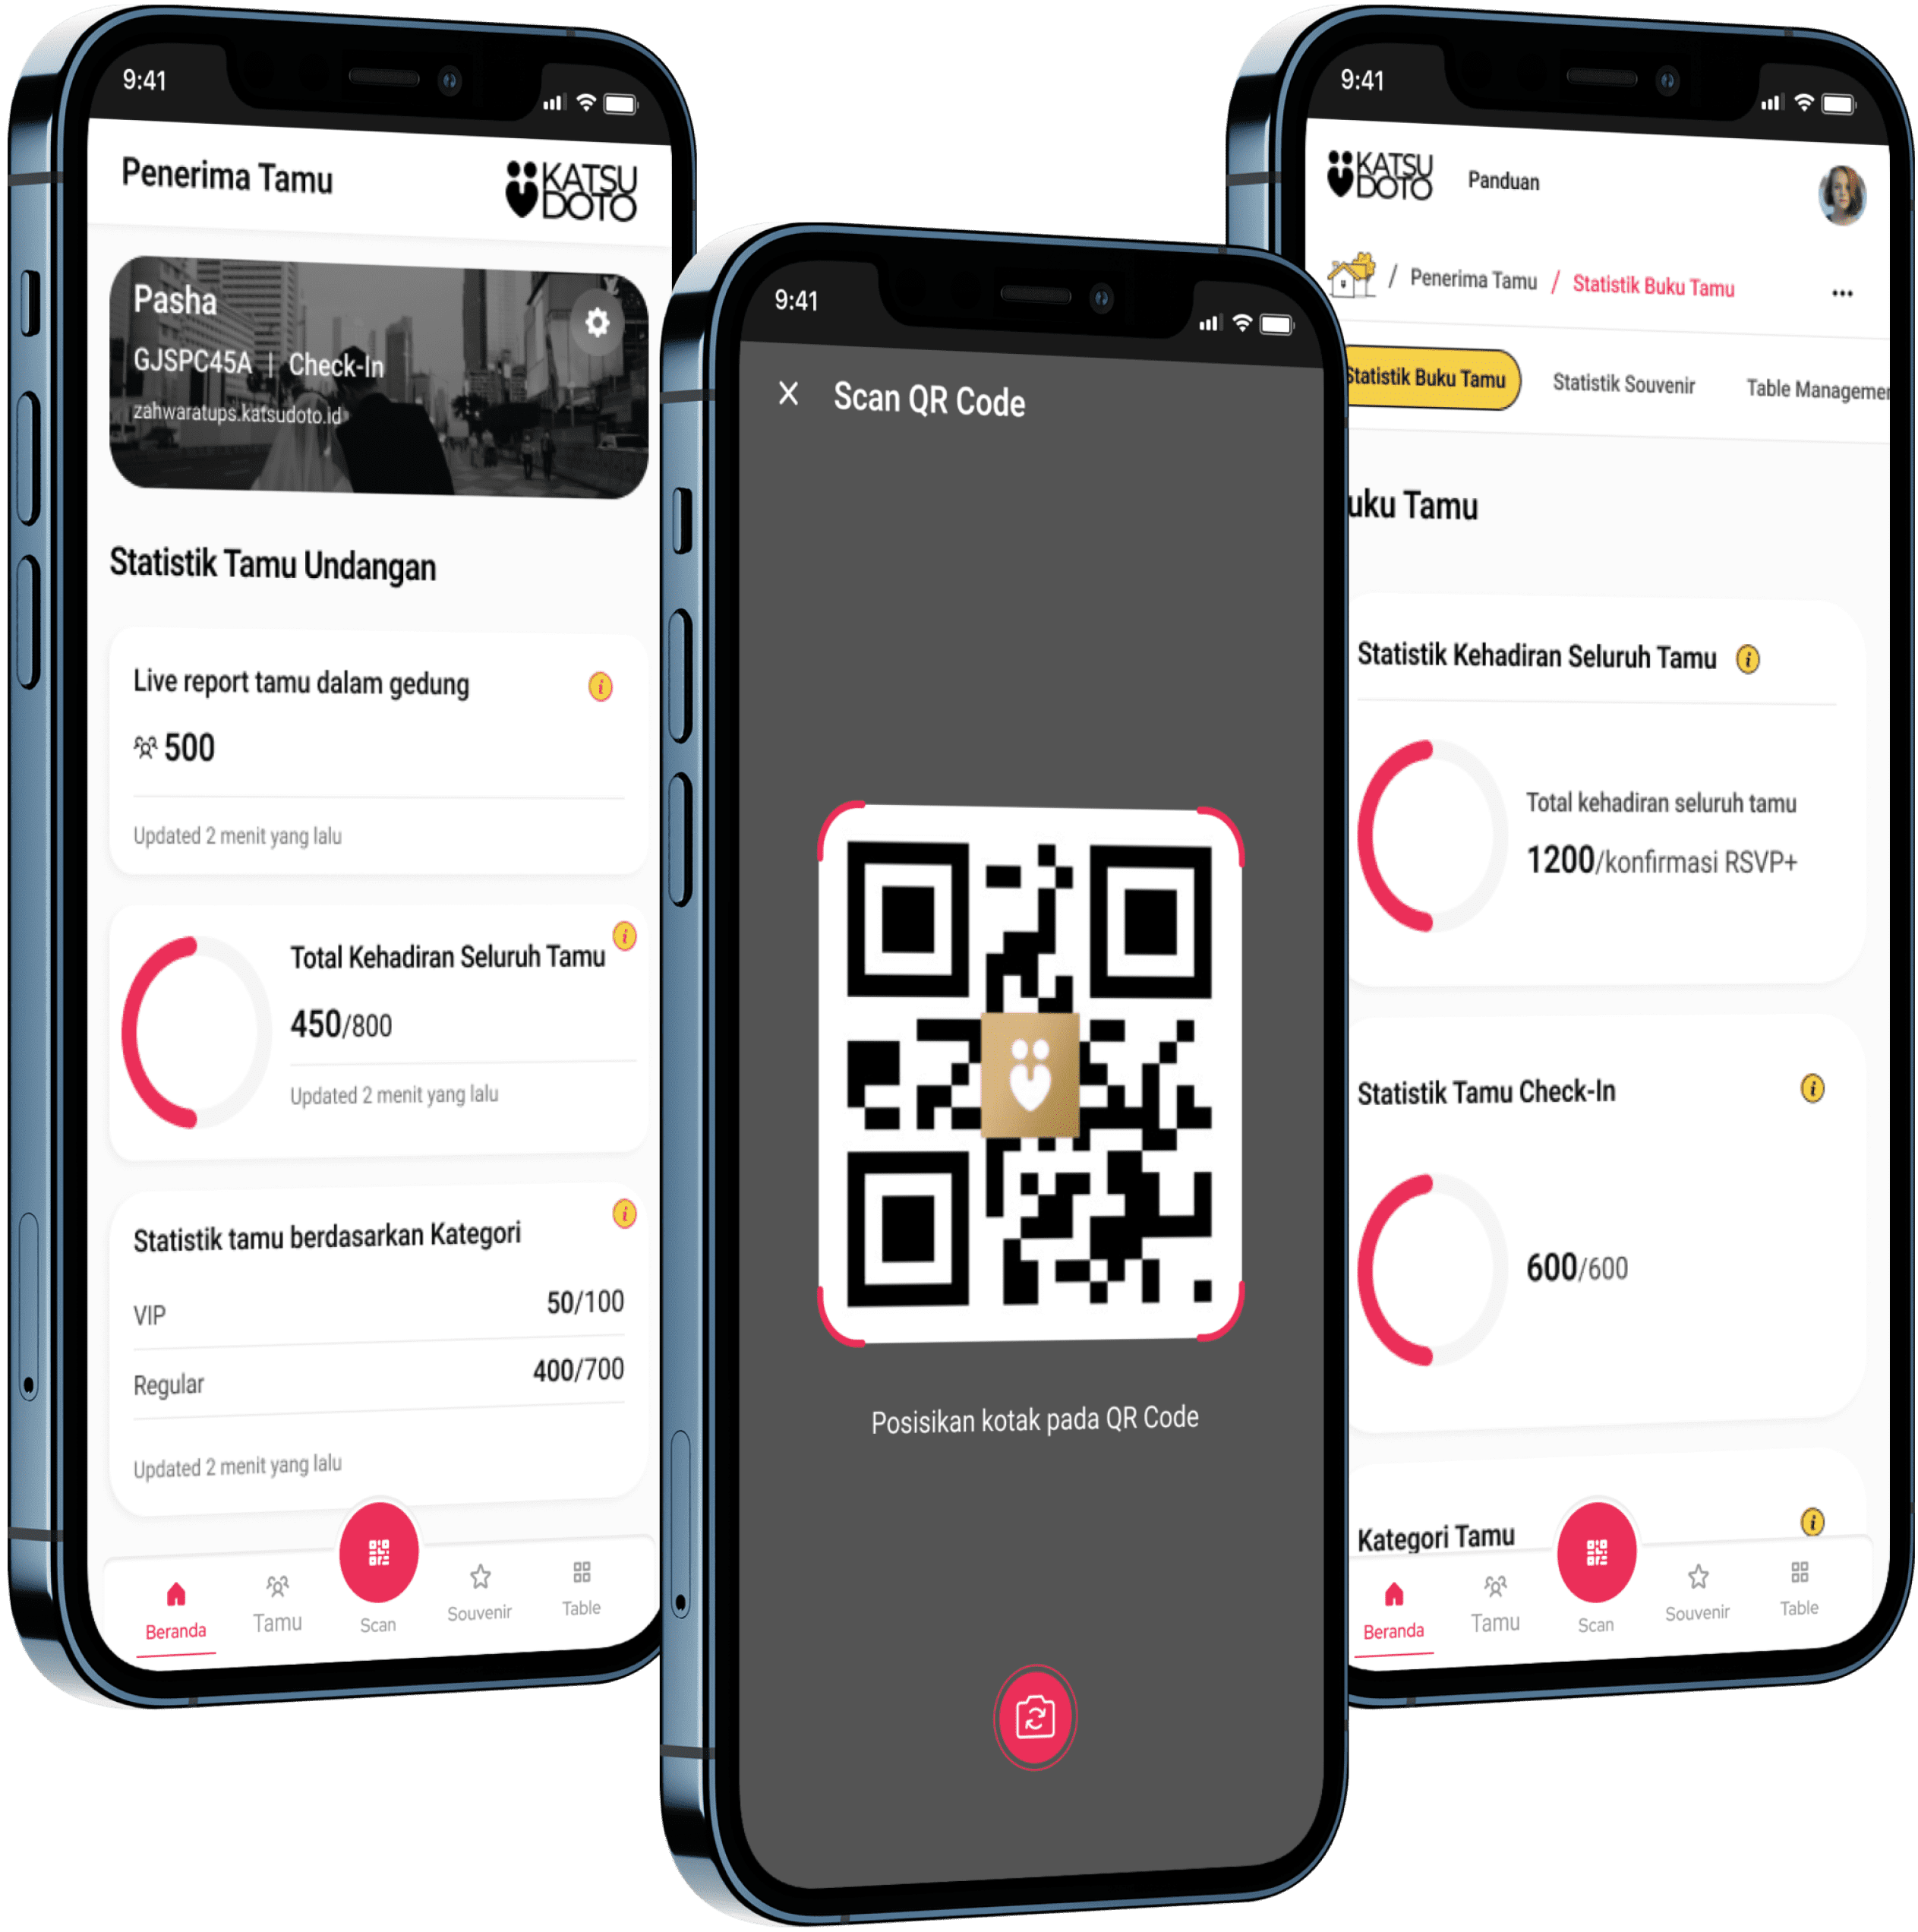 9:41
Penerima Tamu
KATSU
DOTO
Pasha
GJSPC45A | Check-In
zahwaratups.katsudoto.id
Statistik Tamu Undangan
Live report tamu dalam gedung
i
500
Updated 2 menit yang lalu
Total Kehadiran Seluruh Tamu
i
450/800
Updated 2 menit yang lalu
Statistik tamu berdasarkan Kategori
i
VIP 50/100
Regular 400/700
Updated 2 menit yang lalu
Beranda
Tamu
Scan
Souvenir
Table
9:41
X Scan QR Code
Posisikan kotak pada QR Code
9:41
KATSU
DOTO
Panduan
/ Penerima Tamu / Statistik Buku Tamu
...
Statistik Buku Tamu
Statistik Souvenir
Table Managemen
uku Tamu
Statistik Kehadiran Seluruh Tamu
i
Total kehadiran seluruh tamu
1200/konfirmasi RSVP+
Statistik Tamu Check-In
i
600/600
Kategori Tamu
i
Beranda
Tamu
Scan
Souvenir
Table